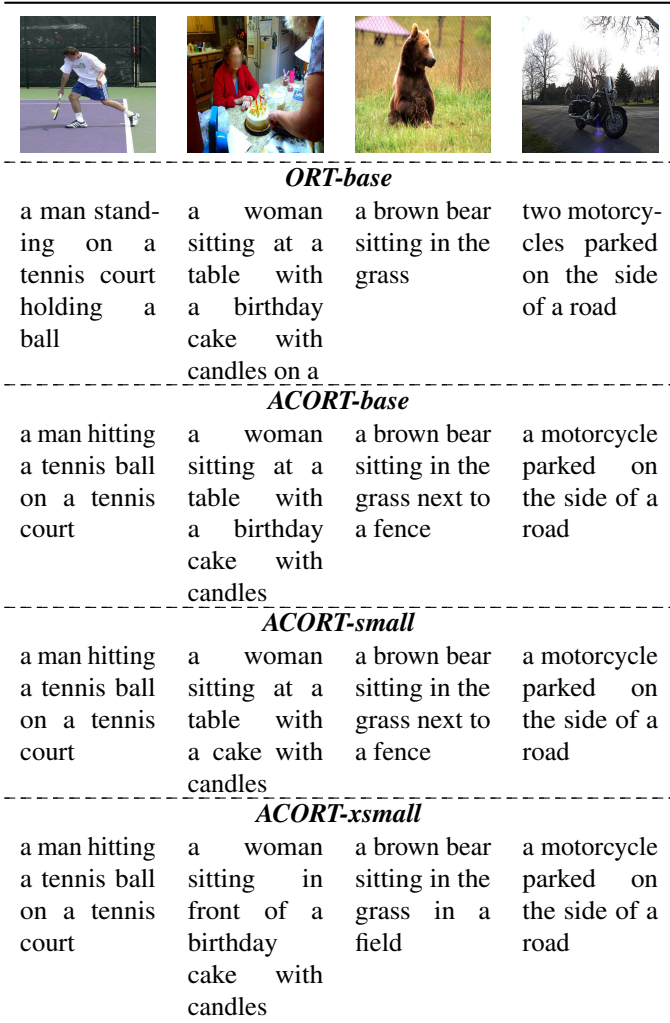 ORT-base
a man stand-
ing on a
tennis court
holding a
ball
a woman
sitting at a
table with
a birthday
cake with
candles on a
a brown bear
sitting in the
grass
two motorcy-
cles parked
on the side
of a road
ACORT-base
a man hitting
a tennis ball
on a tennis
court
a woman
sitting at a
table with
a birthday
cake with
candles
a brown bear
sitting in the
grass next to
a fence
a motorcycle
parked on
the side of a
road
ACORT-small
a man hitting
a tennis ball
on a tennis
court
a woman
sitting at a
table with
a cake with
candles
a brown bear
sitting in the
grass next to
a fence
a motorcycle
parked on
the side of a
road
ACORT-xsmall
a man hitting
a tennis ball
on a tennis
court
a woman
sitting in
front of a
birthday
cake with
candles
a brown bear
sitting in the
grass in a
field
a motorcycle
parked on
the side of a
road